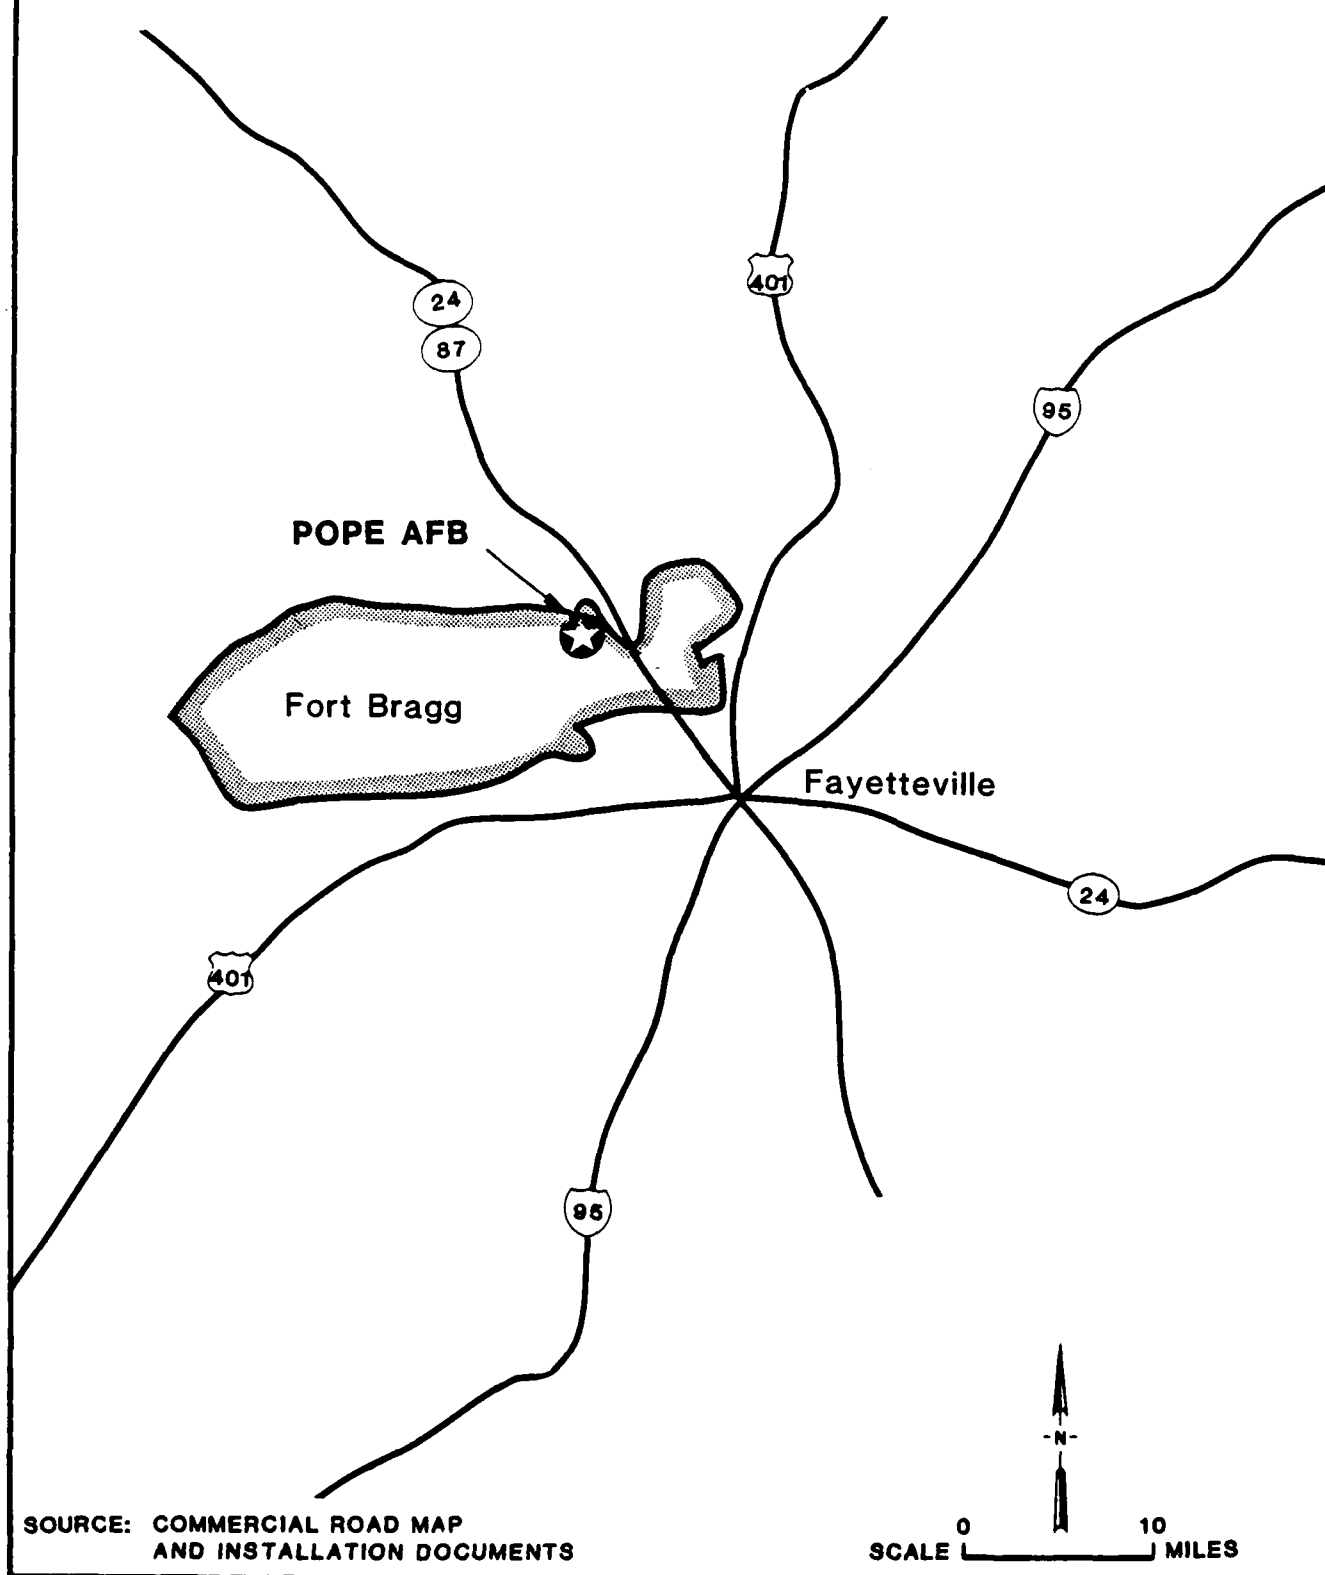 401
24
87
95
POPE AFB
Fort Bragg
Fayetteville
24
401
95
-N-
SOURCE: COMMERCIAL ROAD MAP
AND INSTALLATION DOCUMENTS
0 10
SCALE MILES